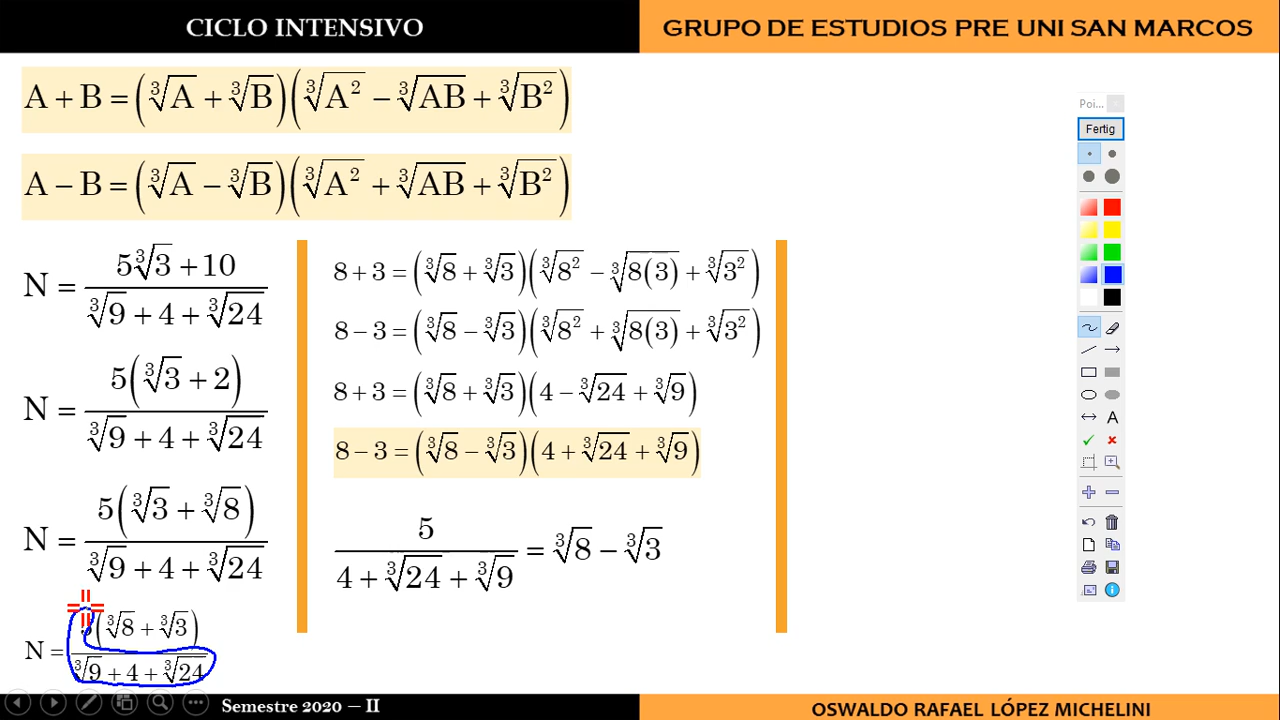 CICLO INTENSIVO
GRUPO DE ESTUDIOS PRE UNI SAN MARCOS
A + B = (∛A + ∛B)(∛A² − ∛AB + ∛B²)
A − B = (∛A − ∛B)(∛A² + ∛AB + ∛B²)
N = (5∛3 + 10)/(∛9 + 4 + ∛24)
N = 5(∛3 + 2)/(∛9 + 4 + ∛24)
N = 5(∛3 + ∛8)/(∛9 + 4 + ∛24)
N = 5(∛8 + ∛3)/(∛9 + 4 + ∛24)
8 + 3 = (∛8 + ∛3)(∛8² − ∛8(3) + ∛3²)
8 − 3 = (∛8 − ∛3)(∛8² + ∛8(3) + ∛3²)
8 + 3 = (∛8 + ∛3)(4 − ∛24 + ∛9)
8 − 3 = (∛8 − ∛3)(4 + ∛24 + ∛9)
5/(4 + ∛24 + ∛9) = ∛8 − ∛3
Poi...
Fertig
A
Semestre 2020 – II
OSWALDO RAFAEL LÓPEZ MICHELINI